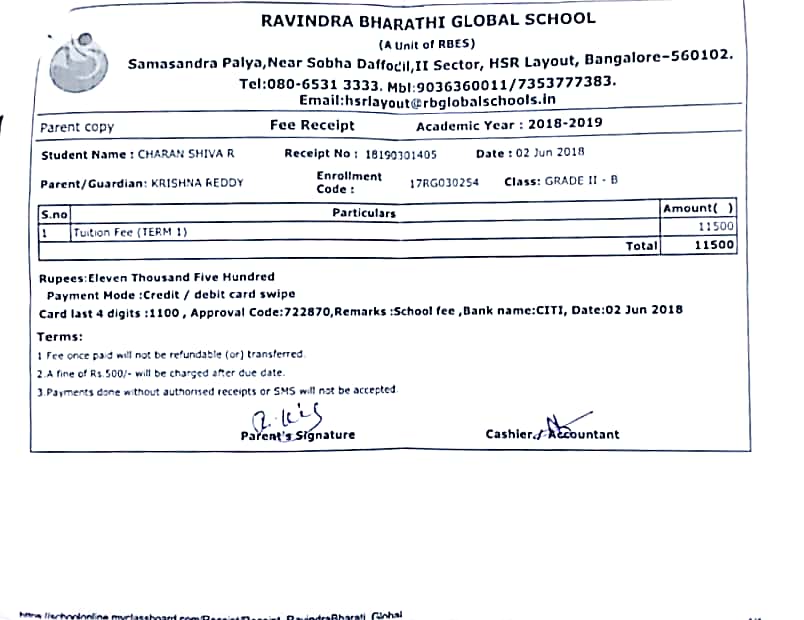 RAVINDRA BHARATHI GLOBAL SCHOOL
(A Unit of RBES)
Samasandra Palya,Near Sobha Daffodil,II Sector, HSR Layout, Bangalore-560102.
Tel:080-6531 3333. Mbl:9036360011/7353777383.
Email:hsrlayout@rbglobalschools.in
Parent copy Fee Receipt Academic Year : 2018-2019
Student Name : CHARAN SHIVA R Receipt No : 18190301405 Date : 02 Jun 2018
Parent/Guardian: KRISHNA REDDY Enrollment Code : 17RG030254 Class: GRADE II - B
S.no Particulars Amount( )
1 Tuition Fee (TERM 1) 11500
Total 11500
Rupees:Eleven Thousand Five Hundred
Payment Mode :Credit / debit card swipe
Card last 4 digits :1100 , Approval Code:722870,Remarks :School fee ,Bank name:CITI, Date:02 Jun 2018
Terms:
1 Fee once paid will not be refundable (or) transferred.
2.A fine of Rs.500/- will be charged after due date.
3.Payments done without authorised receipts or SMS will not be accepted.
Parent's Signature Cashier / Accountant